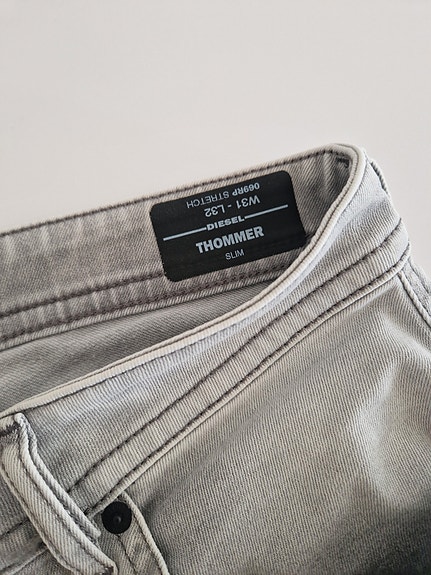 069RP STRETCH
W31 - L32
DIESEL
THOMMER
SLIM